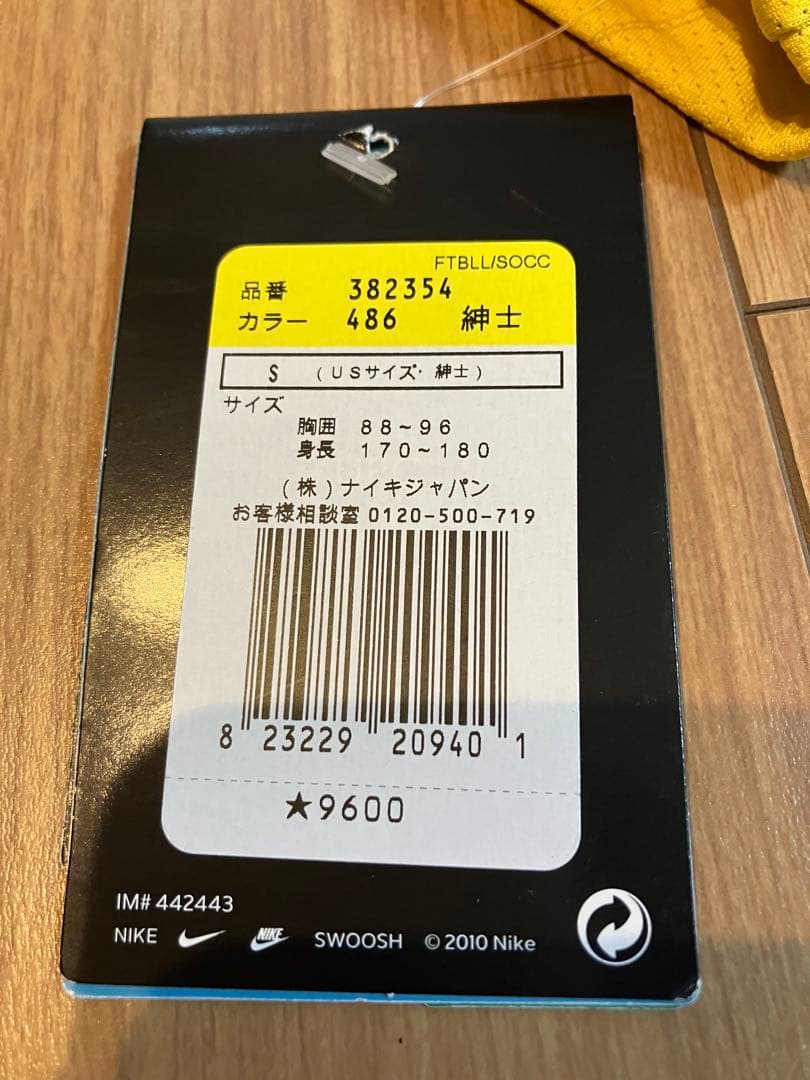 FTBLL/SOCC
品番 382354
カラー 486 紳士
S (USサイズ・紳士)
サイズ
胸囲 88~96
身長 170~180
(株)ナイキジャパン
お客様相談室 0120-500-719
8 23229 20940 1
★9600
IM# 442443
NIKE NIKE SWOOSH © 2010 Nike